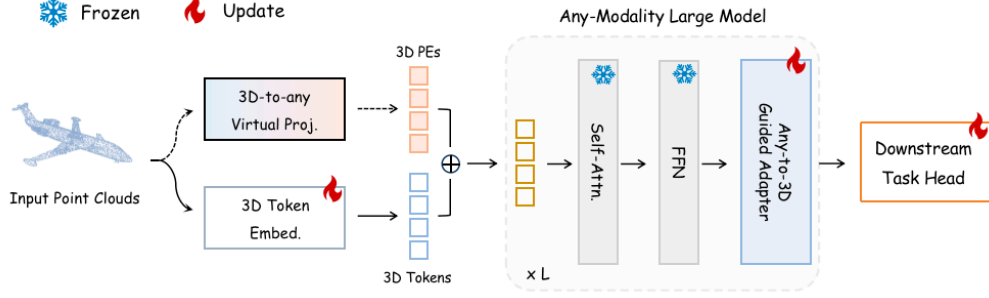 Frozen
Update
Any-Modality Large Model
3D PEs
3D-to-any
Virtual Proj.
Input Point Clouds
3D Token
Embed.
3D Tokens
Self-Attn.
FFN
Any-to-3D
Guided Adapter
x L
Downstream
Task Head